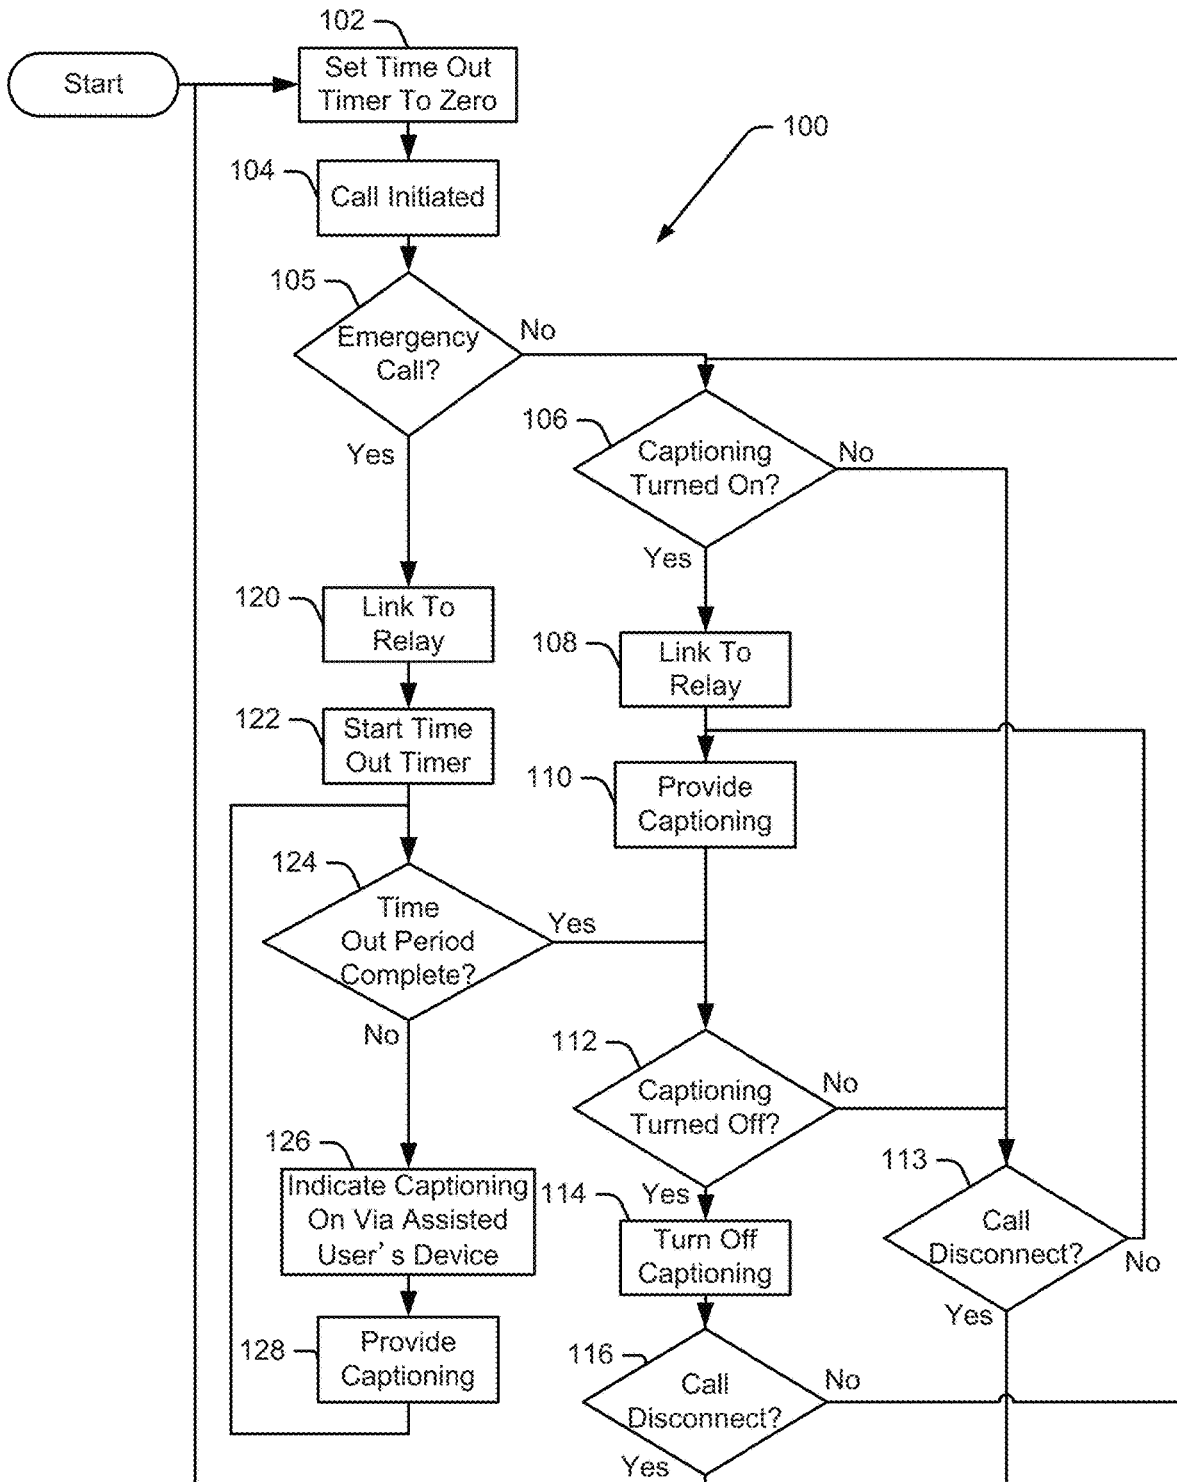 102
Start
Set Time Out
Timer To Zero
100
104
Call Initiated
105
Emergency
Call?
No
Yes
106
Captioning
Turned On?
No
Yes
120
Link To
Relay
108
Link To
Relay
122
Start Time
Out Timer
110
Provide
Captioning
124
Time
Out Period
Complete?
Yes
No
112
Captioning
Turned Off?
No
Yes
126
Indicate Captioning
On Via Assisted
User's Device
114
Turn Off
Captioning
113
Call
Disconnect?
No
Yes
128
Provide
Captioning
116
Call
Disconnect?
No
Yes